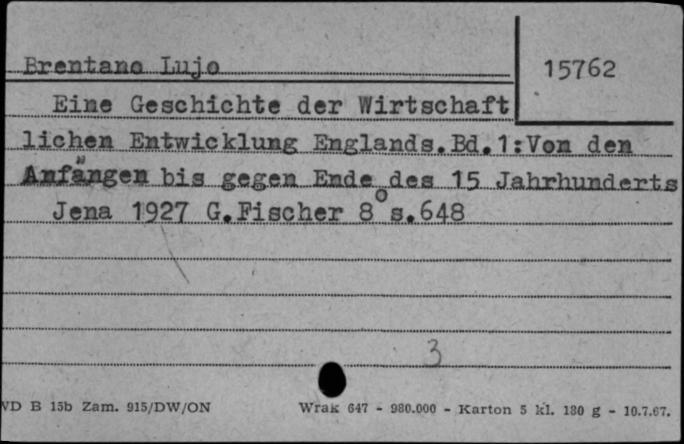 Brentano Lujo
15762
Eine Geschichte der Wirtschaft
lichen Entwicklung Englands.Bd.1:Von den
Anfängen bis gegen Ende des 15 Jahrhunderts
Jena 1927 G.Fischer 8° s.648
3
VD B 15b Zam. 915/DW/ON
Wrak 647 - 980.000 - Karton 5 kl. 180 g - 10.7.67.